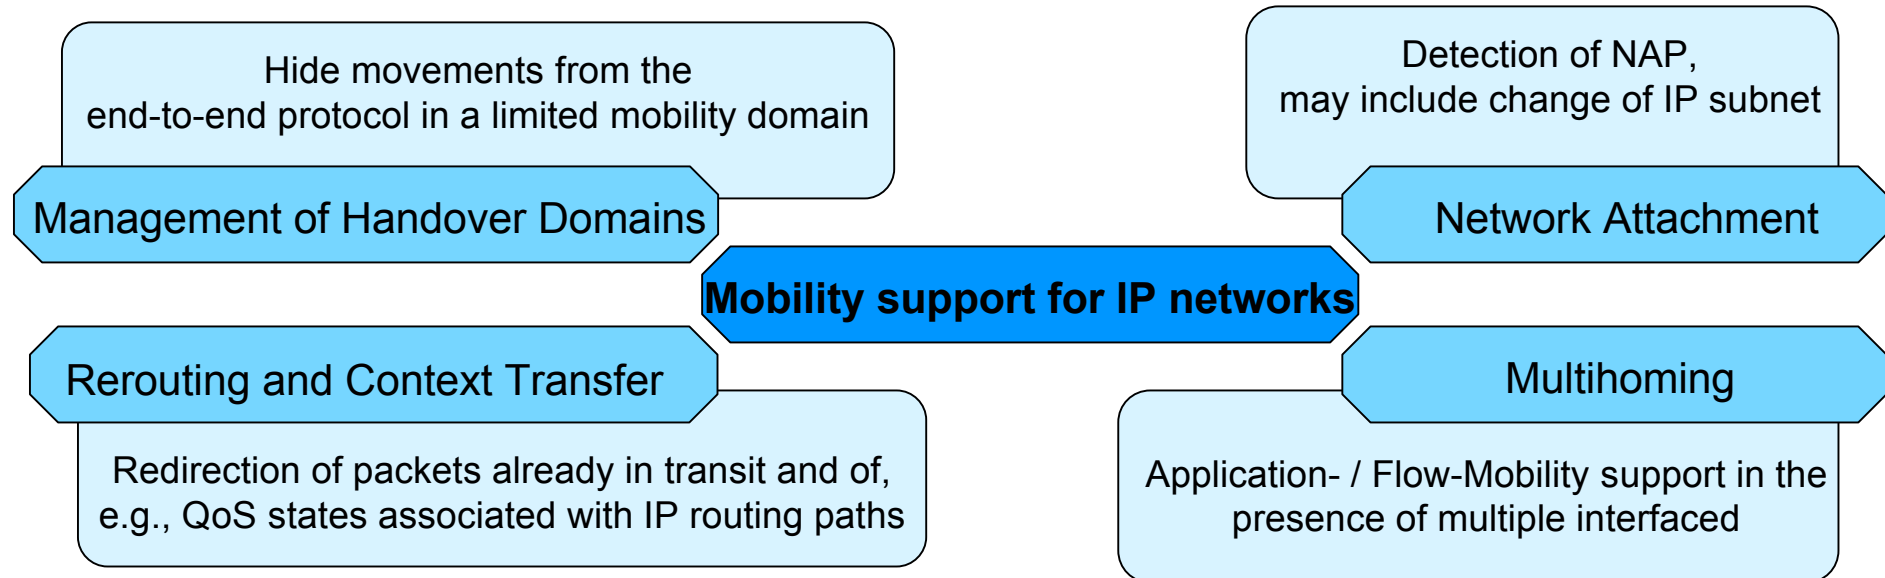 Hide movements from the
end-to-end protocol in a limited mobility domain
Management of Handover Domains
Detection of NAP,
may include change of IP subnet
Network Attachment
Mobility support for IP networks
Rerouting and Context Transfer
Redirection of packets already in transit and of,
e.g., QoS states associated with IP routing paths
Multihoming
Application- / Flow-Mobility support in the
presence of multiple interfaced